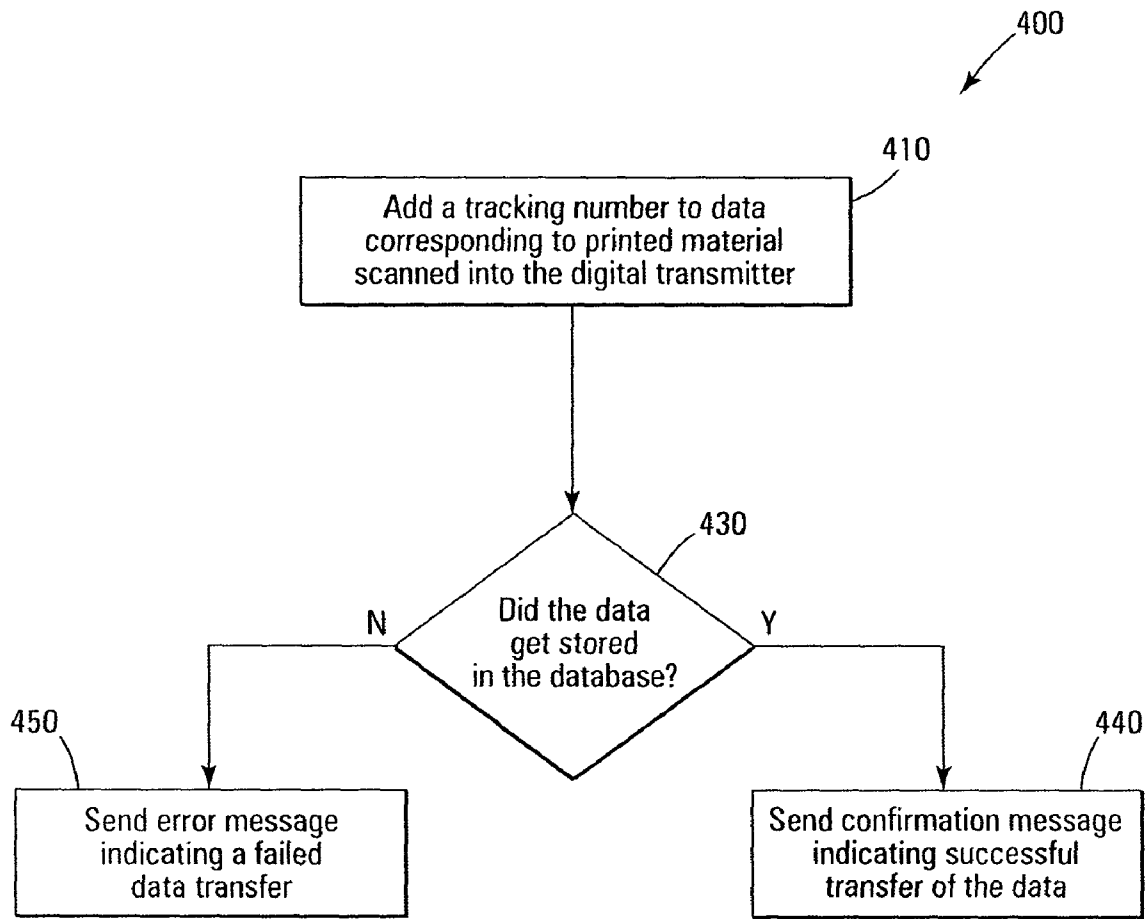 400
410
Add a tracking number to data
corresponding to printed material
scanned into the digital transmitter
430
Did the data
get stored
in the database?
N
Y
450
440
Send error message
indicating a failed
data transfer
Send confirmation message
indicating successful
transfer of the data